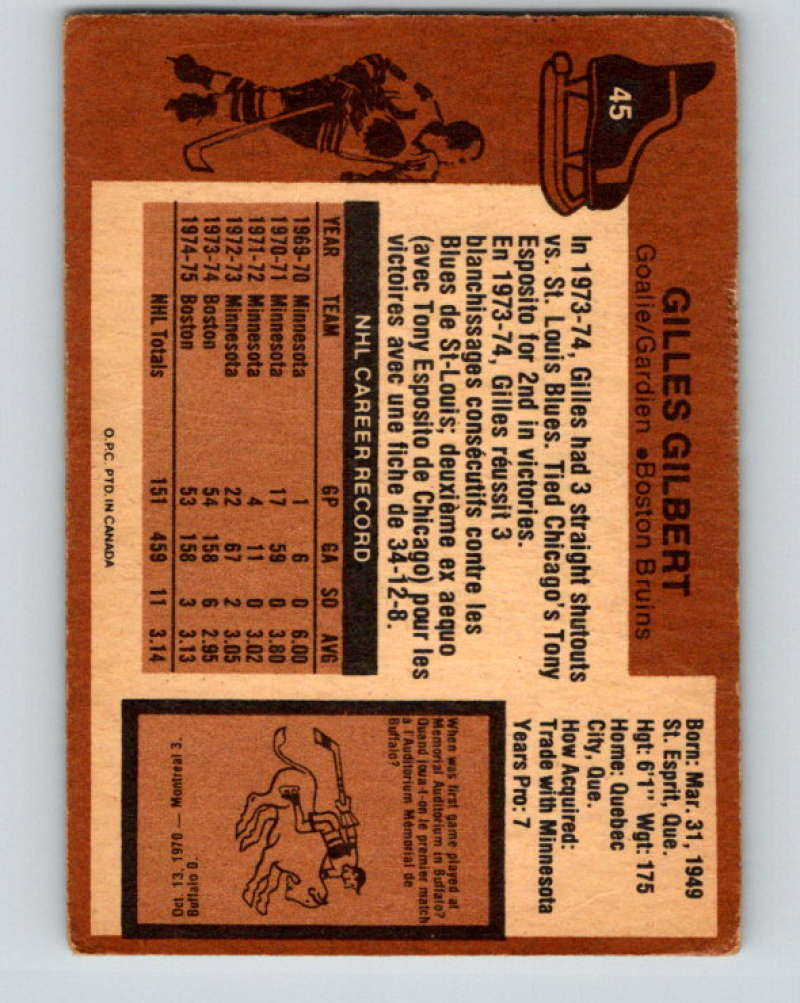 45
GILLES GILBERT
Goalie/Gardien ●Boston Bruins
In 1973-74, Gilles had 3 straight shutouts
vs. St. Louis Blues. Tied Chicago's Tony
Esposito for 2nd in victories.
En 1973-74, Gilles réussit 3
blanchissages consécutifs contre les
Blues de St-Louis; deuxième ex aequo
(avec Tony Esposito de Chicago) pour les
victoires avec une fiche de 34-12-8.
Born: Mar. 31, 1949
St. Esprit, Que.
Hgt: 6'1" Wgt: 175
Home: Quebec
City, Que.
How Acquired:
Trade with Minnesota
Years Pro: 7
NHL CAREER RECORD
YEAR TEAM GP GA SO AVG
1969-70 Minnesota 1 6 0 6.00
1970-71 Minnesota 17 59 0 3.80
1971-72 Minnesota 4 11 0 3.02
1972-73 Minnesota 22 67 2 3.05
1973-74 Boston 54 158 6 2.95
1974-75 Boston 53 158 3 3.13
NHL Totals 151 459 11 3.14
When was first game played at
Memorial Auditorium in Buffalo?
Quand joua-t-on le premier match
à l'Auditorium Mémorial de
Buffalo?
Oct. 13, 1970 — Montreal 3,
Buffalo 0.
O.P.C. PTD. IN CANADA